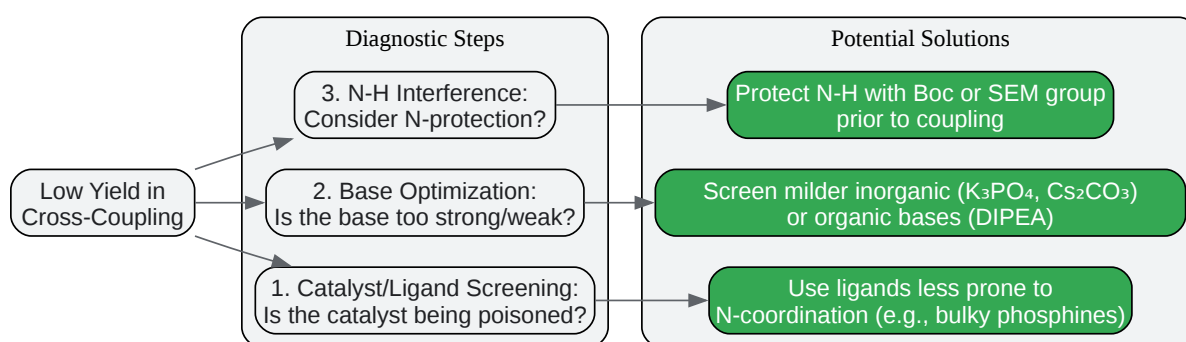 Diagnostic Steps
Potential Solutions
3. N-H Interference:
Consider N-protection?
Protect N-H with Boc or SEM group
prior to coupling
Low Yield in
Cross-Coupling
2. Base Optimization:
Is the base too strong/weak?
Screen milder inorganic (K₃PO₄, Cs₂CO₃)
or organic bases (DIPEA)
1. Catalyst/Ligand Screening:
Is the catalyst being poisoned?
Use ligands less prone to
N-coordination (e.g., bulky phosphines)